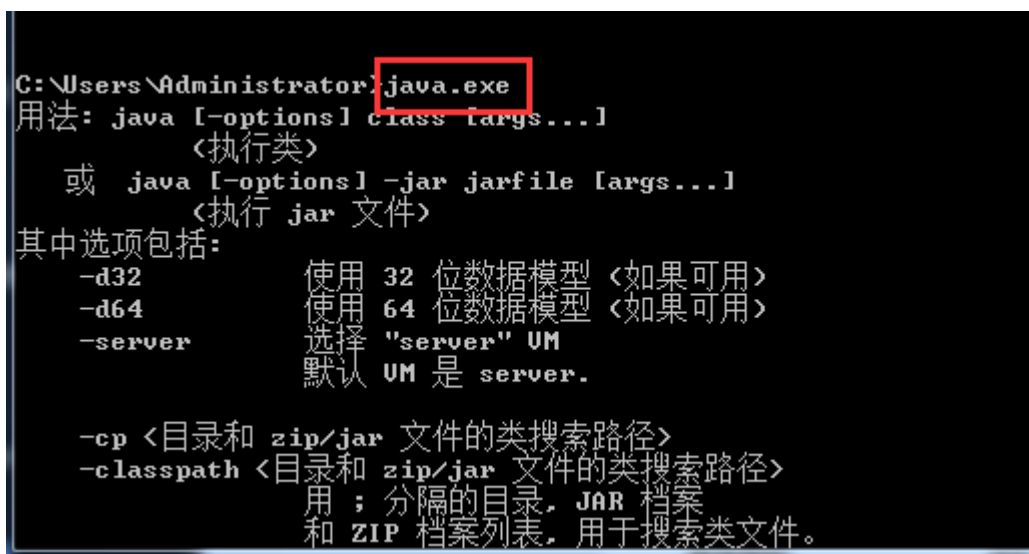 C:\Users\Administrator>java.exe
用法: java [-options] class [args...]
(执行类)
或 java [-options] -jar jarfile [args...]
(执行 jar 文件)
其中选项包括:
-d32 使用 32 位数据模型 (如果可用)
-d64 使用 64 位数据模型 (如果可用)
-server 选择 "server" VM
默认 VM 是 server.
-cp <目录和 zip/jar 文件的类搜索路径>
-classpath <目录和 zip/jar 文件的类搜索路径>
用 ; 分隔的目录, JAR 档案
和 ZIP 档案列表, 用于搜索类文件。